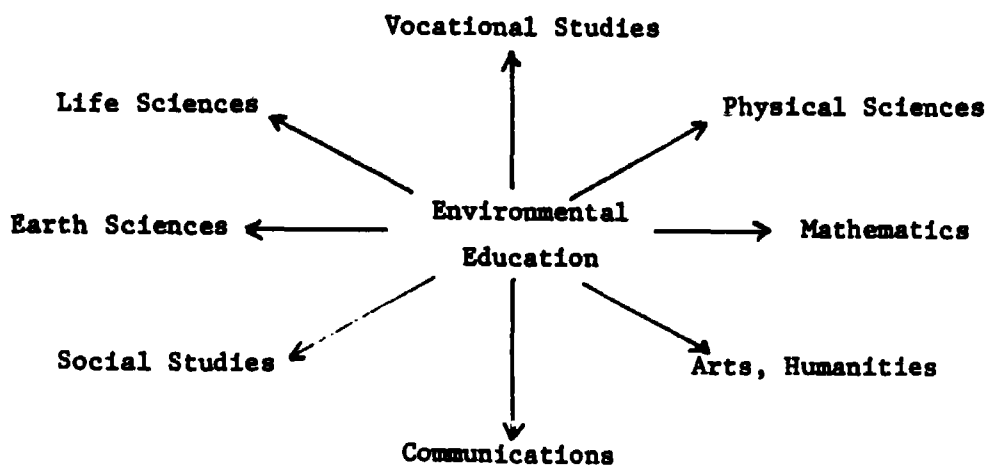 Vocational Studies
Life Sciences
Physical Sciences
Environmental
Earth Sciences
Mathematics
Education
Social Studies
Arts, Humanities
Communications